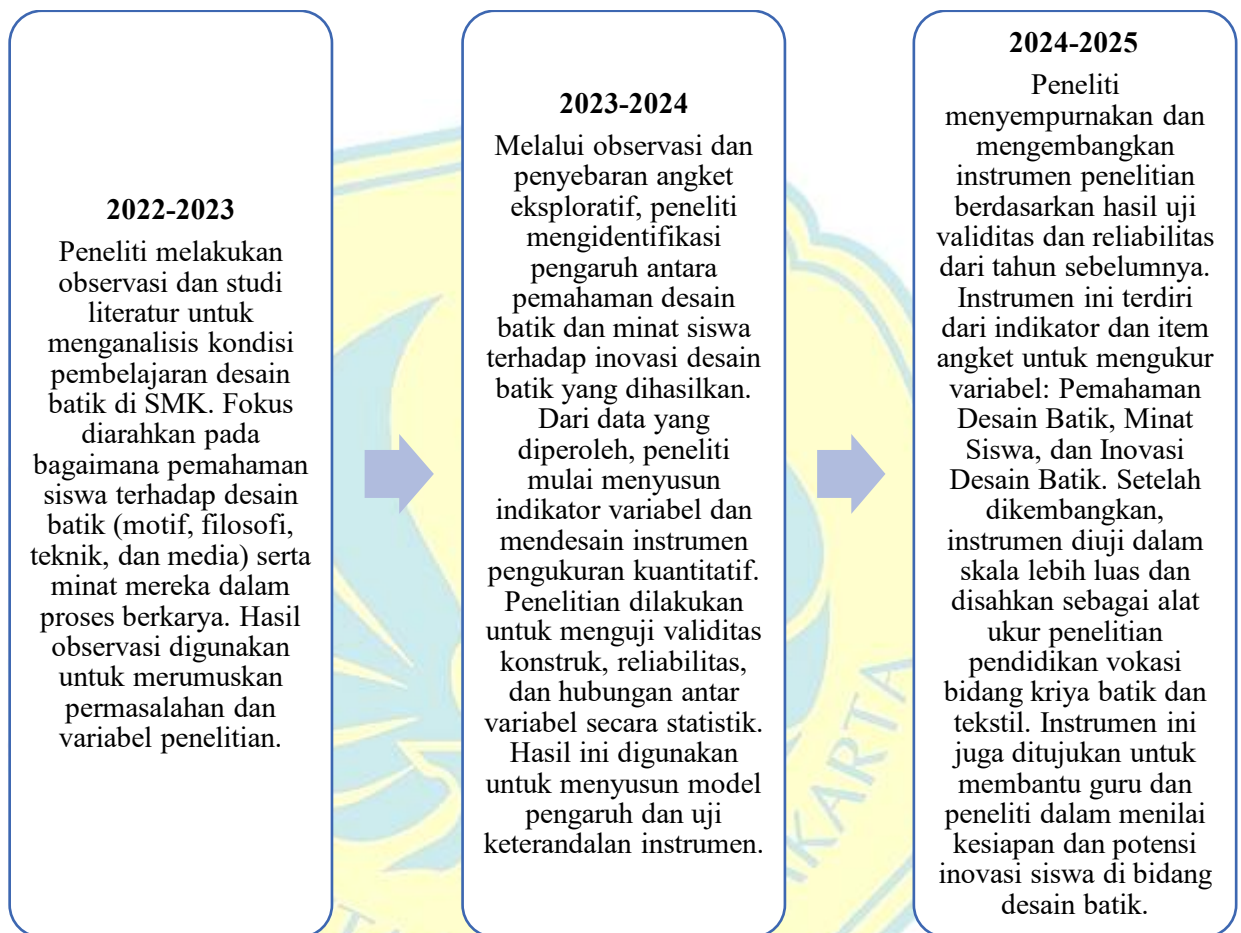 2022-2023
Peneliti melakukan
observasi dan studi
literatur untuk
menganalisis kondisi
pembelajaran desain
batik di SMK. Fokus
diarahkan pada
bagaimana pemahaman
siswa terhadap desain
batik (motif, filosofi,
teknik, dan media) serta
minat mereka dalam
proses berkarya. Hasil
observasi digunakan
untuk merumuskan
permasalahan dan
variabel penelitian.
2023-2024
Melalui observasi dan
penyebaran angket
eksploratif, peneliti
mengidentifikasi
pengaruh antara
pemahaman desain
batik dan minat siswa
terhadap inovasi desain
batik yang dihasilkan.
Dari data yang
diperoleh, peneliti
mulai menyusun
indikator variabel dan
mendesain instrumen
pengukuran kuantitatif.
Penelitian dilakukan
untuk menguji validitas
konstruk, reliabilitas,
dan hubungan antar
variabel secara statistik.
Hasil ini digunakan
untuk menyusun model
pengaruh dan uji
keterandalan instrumen.
2024-2025
Peneliti
menyempurnakan dan
mengembangkan
instrumen penelitian
berdasarkan hasil uji
validitas dan reliabilitas
dari tahun sebelumnya.
Instrumen ini terdiri
dari indikator dan item
angket untuk mengukur
variabel: Pemahaman
Desain Batik, Minat
Siswa, dan Inovasi
Desain Batik. Setelah
dikembangkan,
instrumen diuji dalam
skala lebih luas dan
disahkan sebagai alat
ukur penelitian
pendidikan vokasi
bidang kriya batik dan
tekstil. Instrumen ini
juga ditujukan untuk
membantu guru dan
peneliti dalam menilai
kesiapan dan potensi
inovasi siswa di bidang
desain batik.